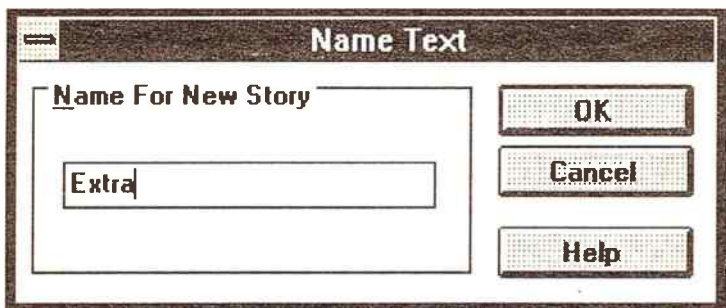 Name Text
Name For New Story
Extra
OK
Cancel
Help